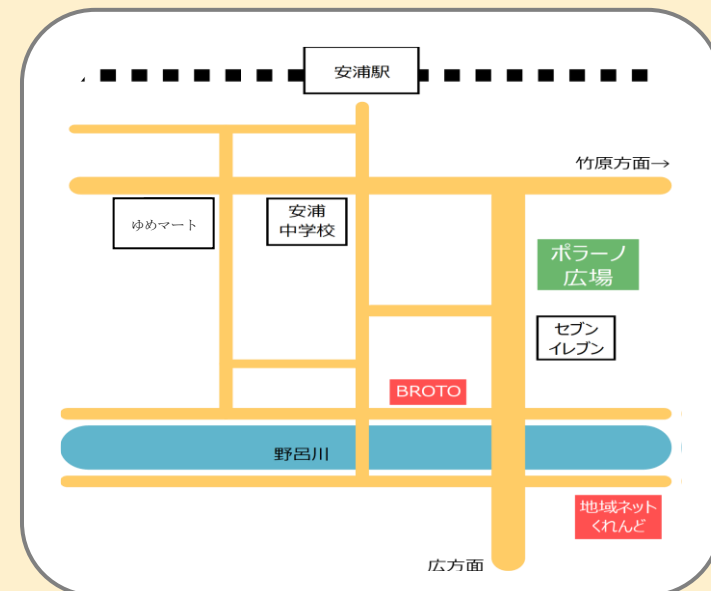 安浦駅
竹原方面→
ゆめマート
安浦
中学校
ポラーノ
広場
セブン
イレブン
BROTO
野呂川
地域ネット
くれんど
広方面